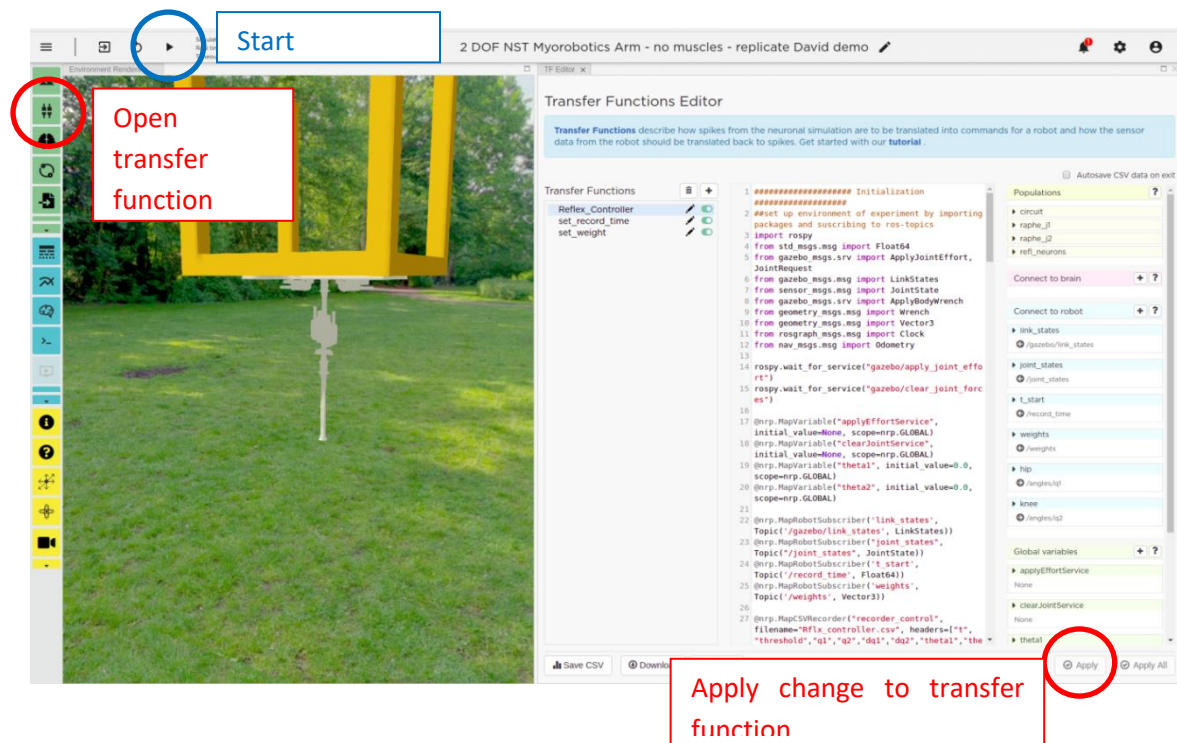 Start
2 DOF NST Myorobotics Arm - no muscles - replicate David demo
Environment Rende
TF Editor x
Open
transfer
function
Transfer Functions Editor
Transfer Functions describe how spikes from the neuronal simulation are to be translated into commands for a robot and how the sensor
data from the robot should be translated back to spikes. Get started with our tutorial .
Autosave CSV data on exit
Transfer Functions
Reflex_Controller
set_record_time
set_weight
1 #################### Initialization
###################
2 ##set up environment of experiment by importing
packages and suscribing to ros-topics
3 import rospy
4 from std_msgs.msg import Float64
5 from gazebo_msgs.srv import ApplyJointEffort,
JointRequest
6 from gazebo_msgs.msg import LinkStates
7 from sensor_msgs.msg import JointState
8 from gazebo_msgs.srv import ApplyBodyWrench
9 from geometry_msgs.msg import Wrench
10 from geometry_msgs.msg import Vector3
11 from rosgraph_msgs.msg import Clock
12 from nav_msgs.msg import Odometry
13
14 rospy.wait_for_service("gazebo/apply_joint_effo
rt")
15 rospy.wait_for_service("gazebo/clear_joint_forc
es")
16
17 @nrp.MapVariable("applyEffortService",
initial_value=None, scope=nrp.GLOBAL)
18 @nrp.MapVariable("clearJointService",
initial_value=None, scope=nrp.GLOBAL)
19 @nrp.MapVariable("theta1", initial_value=0.0,
scope=nrp.GLOBAL)
20 @nrp.MapVariable("theta2", initial_value=0.0,
scope=nrp.GLOBAL)
21
22 @nrp.MapRobotSubscriber('link_states',
Topic('/gazebo/link_states', LinkStates))
23 @nrp.MapRobotSubscriber("joint_states",
Topic("/joint_states", JointState))
24 @nrp.MapRobotSubscriber('t_start',
Topic('/record_time', Float64))
25 @nrp.MapRobotSubscriber('weights',
Topic('/weights', Vector3))
26
27 @nrp.MapCSVRecorder("recorder_control",
filename="Rflx_controller.csv", headers=["t",
"threshold","q1","q2","dq1","dq2","theta1","the
Populations ?
circuit
raphe_j1
raphe_j2
refl_neurons
Connect to brain + ?
Connect to robot + ?
link_states
/gazebo/link_states
joint_states
/joint_states
t_start
/record_time
weights
/weights
hip
/angles/q1
knee
/angles/q2
Global variables + ?
applyEffortService
None
clearJointService
None
theta1
Save CSV
Downlo
Apply
Apply All
Apply change to transfer
function